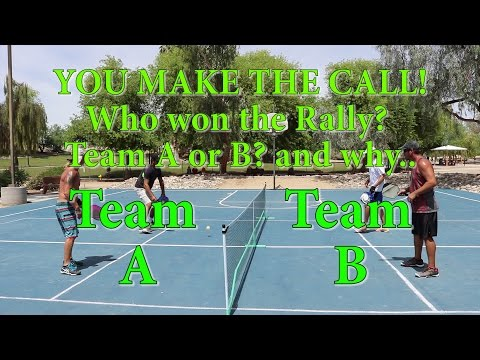 YOU MAKE THE CALL!
Who won the Rally?
Team A or B? and why..
Team Team
A B